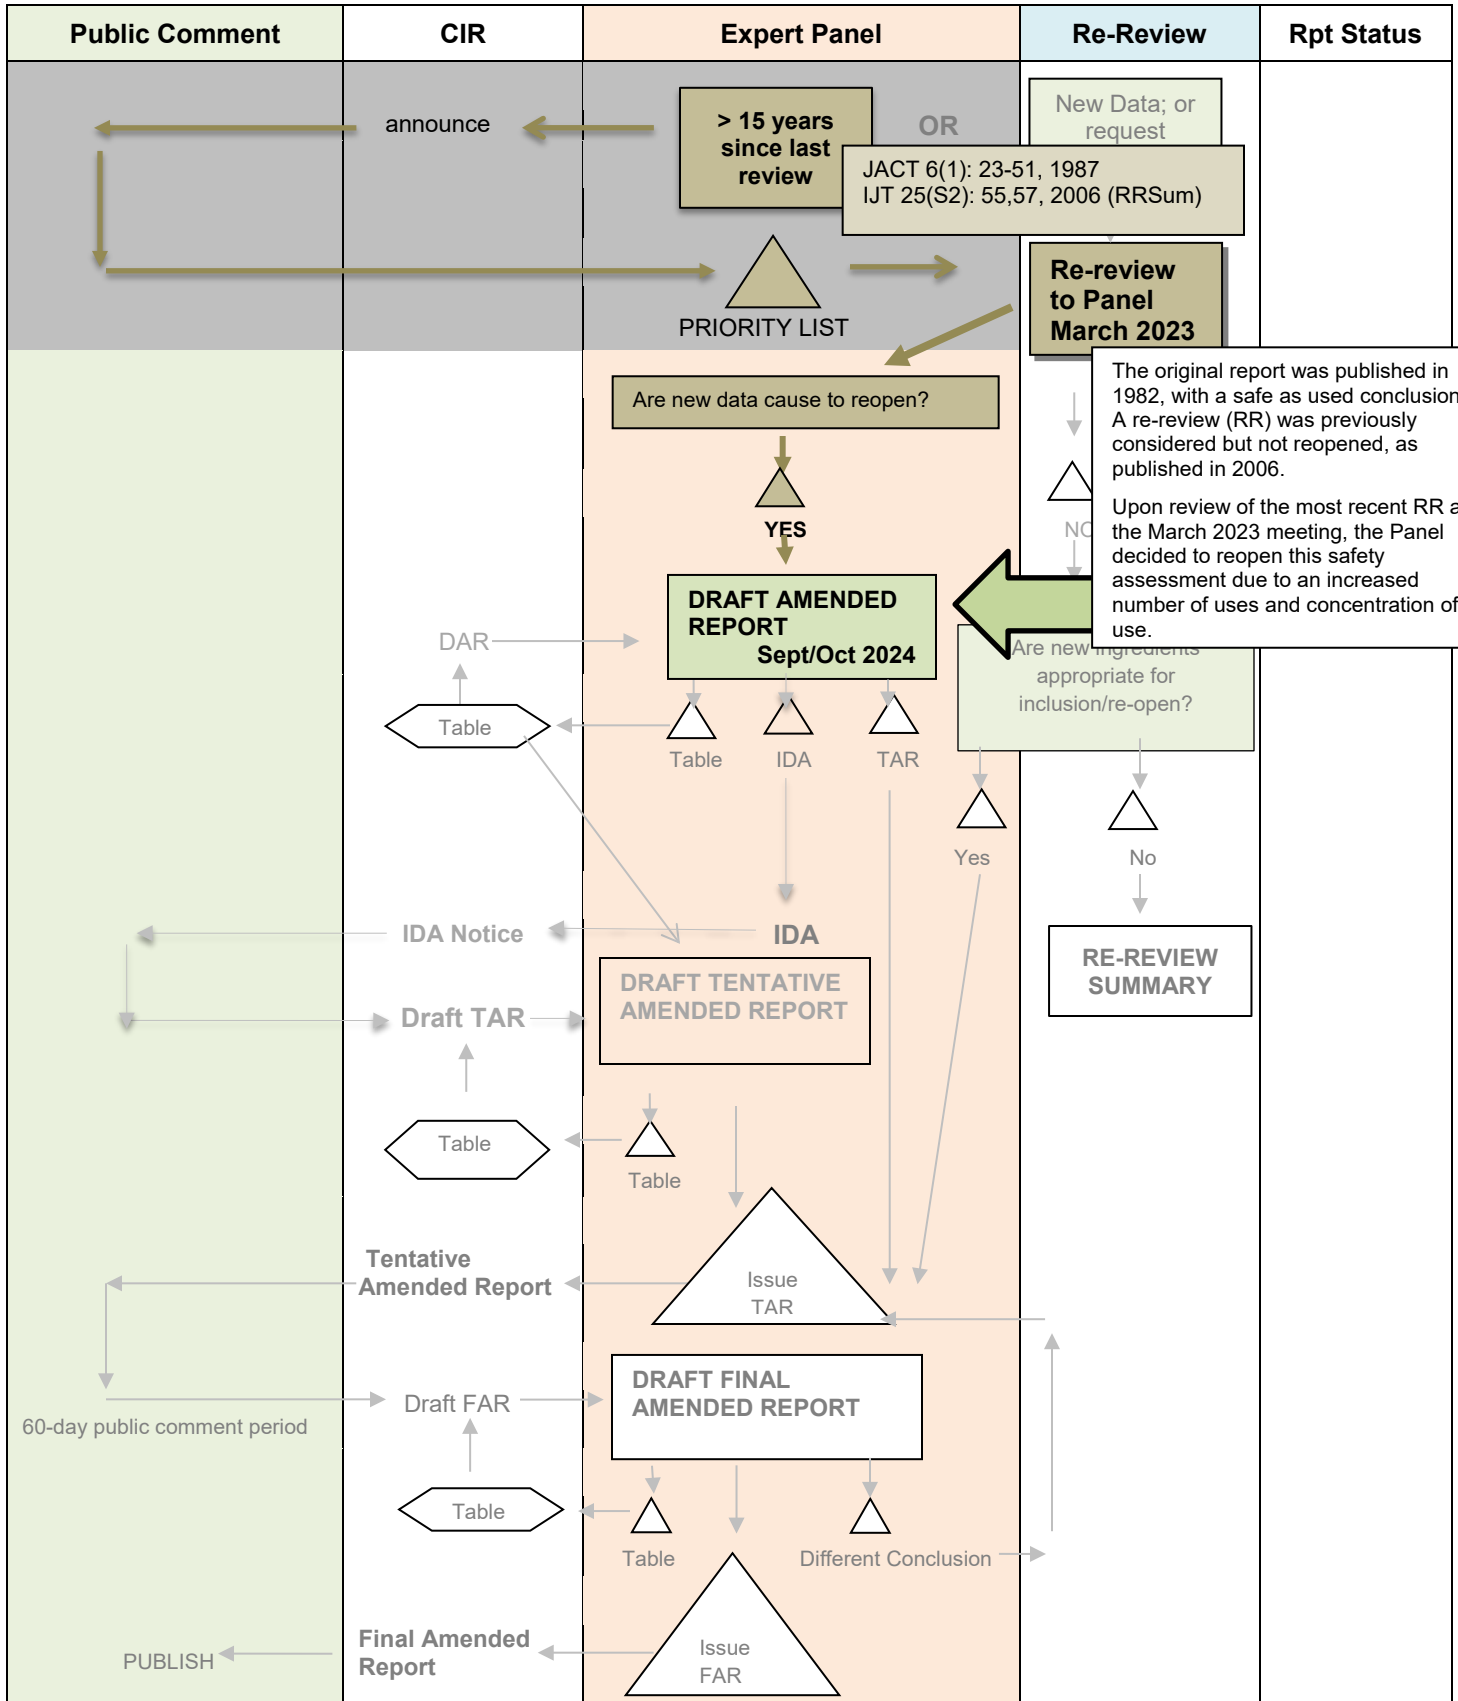 Public Comment
CIR
Expert Panel
Re-Review
Rpt Status
announce
> 15 years
since last
review
OR
New Data; or
request
JACT 6(1): 23-51, 1987
IJT 25(S2): 55,57, 2006 (RRSum)
PRIORITY LIST
Re-review
to Panel
March 2023
Are new data cause to reopen?
YES
The original report was published in
1982, with a safe as used conclusion
A re-review (RR) was previously
considered but not reopened, as
published in 2006.
Upon review of the most recent RR
the March 2023 meeting, the Panel
decided to reopen this safety
assessment due to an increased
number of uses and concentration of
use.
DRAFT AMENDED
REPORT
Sept/Oct 2024
DAR
Table
Table
IDA
TAR
Are new ingredients
appropriate for
inclusion/re-open?
Yes
No
IDA Notice
IDA
DRAFT TENTATIVE
AMENDED REPORT
RE-REVIEW
SUMMARY
Draft TAR
Table
Table
Tentative
Amended Report
Issue
TAR
DRAFT FINAL
AMENDED REPORT
Draft FAR
60-day public comment period
Table
Table
Different Conclusion
PUBLISH
Final Amended
Report
Issue
FAR